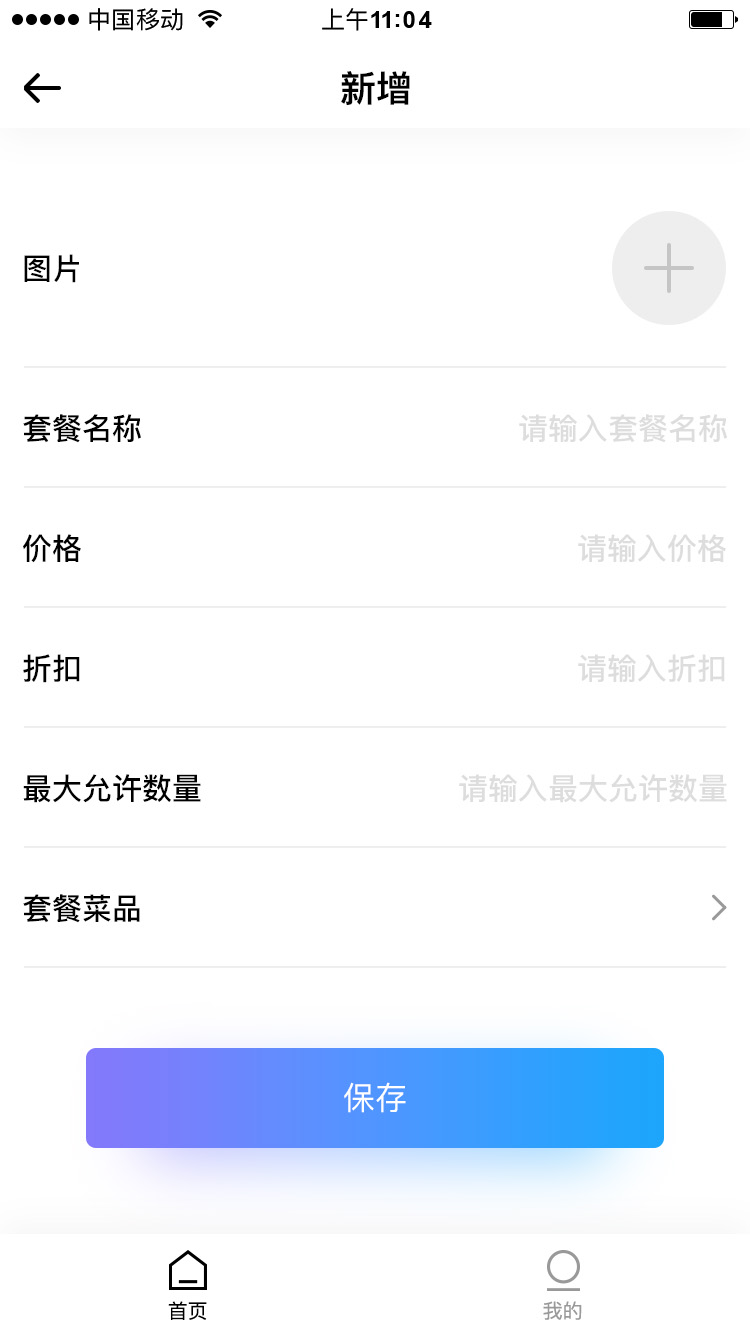 中国移动 上午11:04
新增
图片
套餐名称 请输入套餐名称
价格 请输入价格
折扣 请输入折扣
最大允许数量 请输入最大允许数量
套餐菜品
保存
首页 我的